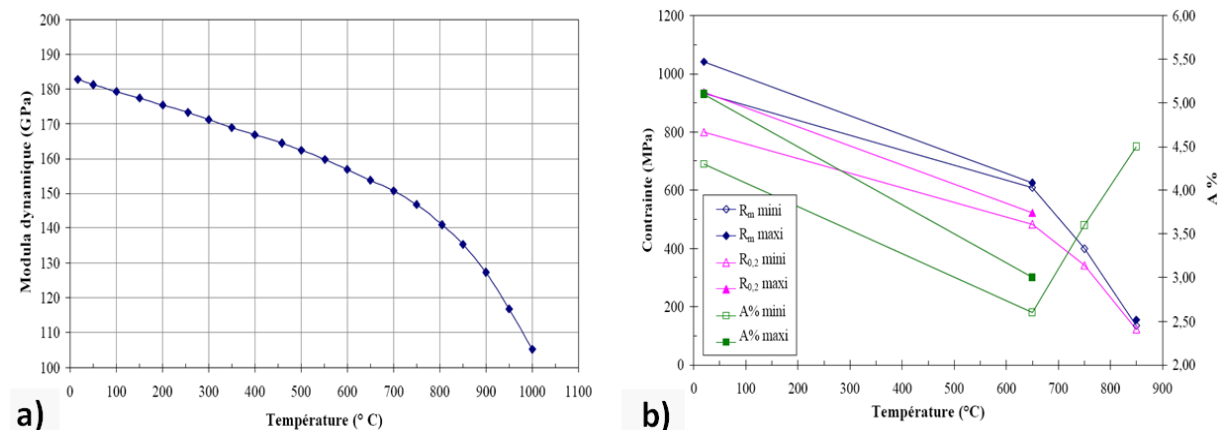 200
190
180
170
160
150
140
130
120
110
100
0 100 200 300 400 500 600 700 800 900 1000 1100
Modula dynamique (GPa)
Température (° C)
a)
1200
1000
800
600
400
200
0
Contrainte (MPa)
6,00
5,50
5,00
4,50
4,00
3,50
3,00
2,50
2,00
A %
Rm mini
Rm maxi
R0,2 mini
R0,2 maxi
A% mini
A% maxi
0 100 200 300 400 500 600 700 800 900
Température (°C)
b)